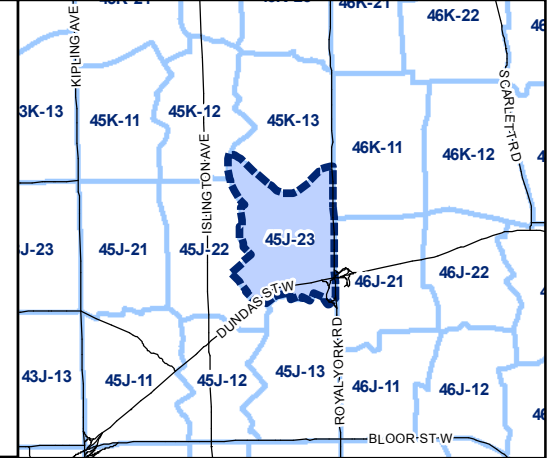 46K-21
46K-22
KIPLING AVE
SCARLETT RD
3K-13
45K-11
45K-12
45K-13
46K-11
46K-12
ISLINGTON AVE
J-23
45J-21
45J-22
45J-23
46J-21
46J-22
DUNDAS ST W
ROYAL YORK RD
43J-13
45J-11
45J-12
45J-13
46J-11
46J-12
BLOOR ST W